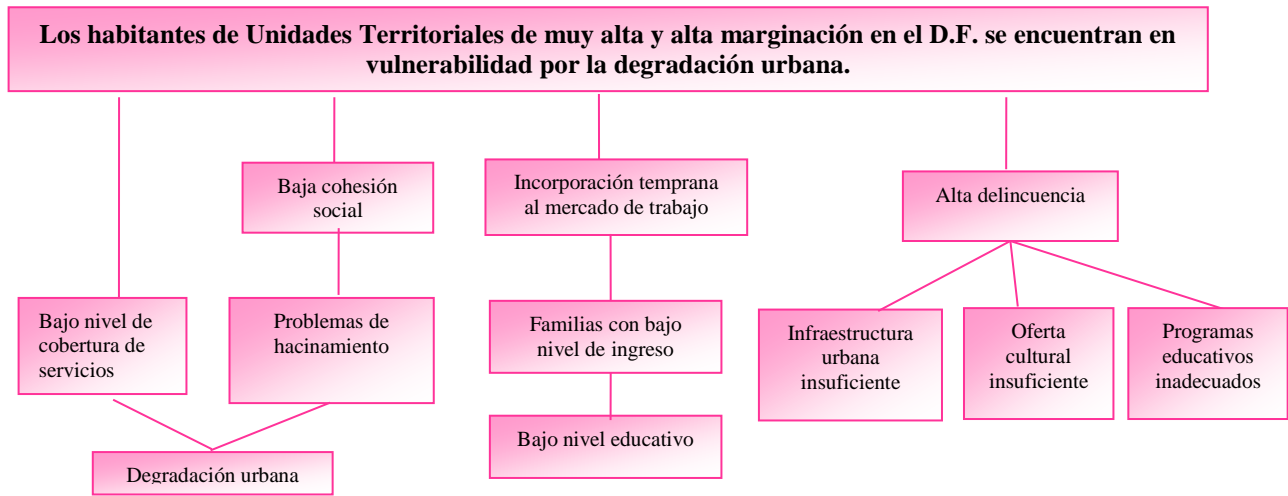 Los habitantes de Unidades Territoriales de muy alta y alta marginación en el D.F. se encuentran en
vulnerabilidad por la degradación urbana.
Baja cohesión
social
Incorporación temprana
al mercado de trabajo
Alta delincuencia
Bajo nivel de
cobertura de
servicios
Problemas de
hacinamiento
Familias con bajo
nivel de ingreso
Infraestructura
urbana
insuficiente
Oferta
cultural
insuficiente
Programas
educativos
inadecuados
Bajo nivel educativo
Degradación urbana